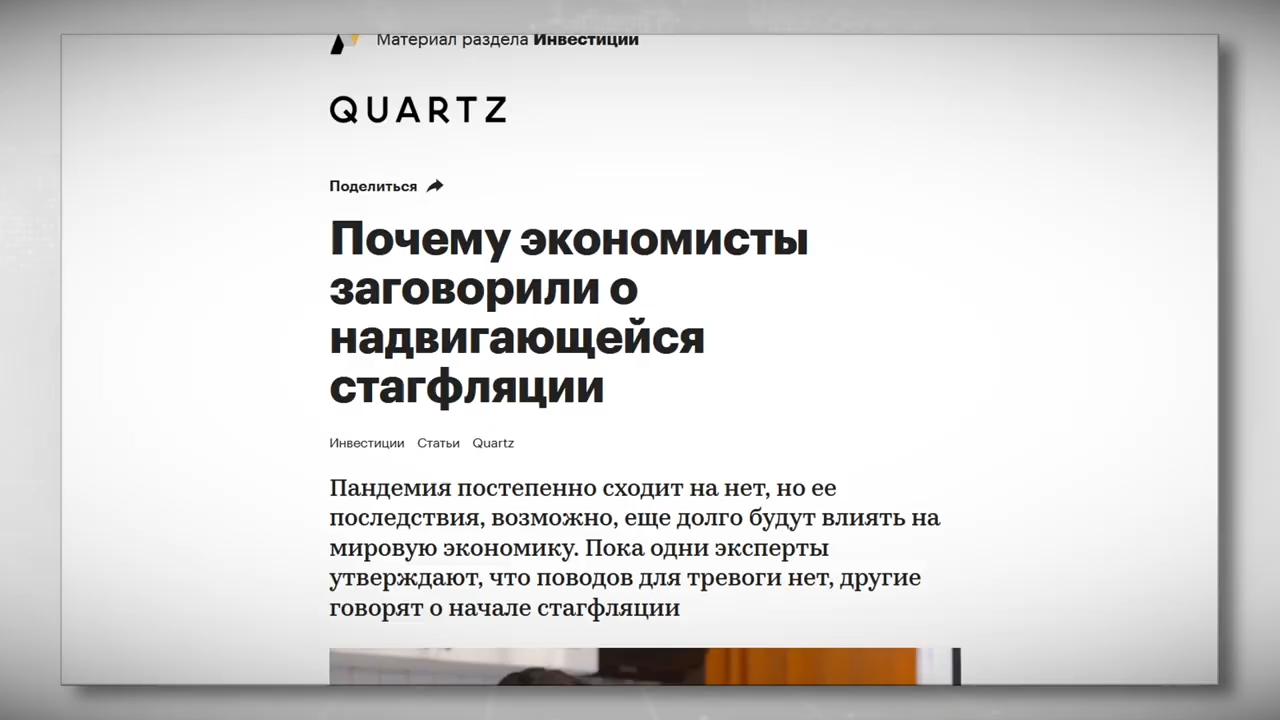 Материал раздела Инвестиции
QUARTZ
Поделиться
Почему экономисты
заговорили о
надвигающейся
стагфляции
Инвестиции Статьи Quartz
Пандемия постепенно сходит на нет, но ее
последствия, возможно, еще долго будут влиять на
мировую экономику. Пока одни эксперты
утверждают, что поводов для тревоги нет, другие
говорят о начале стагфляции